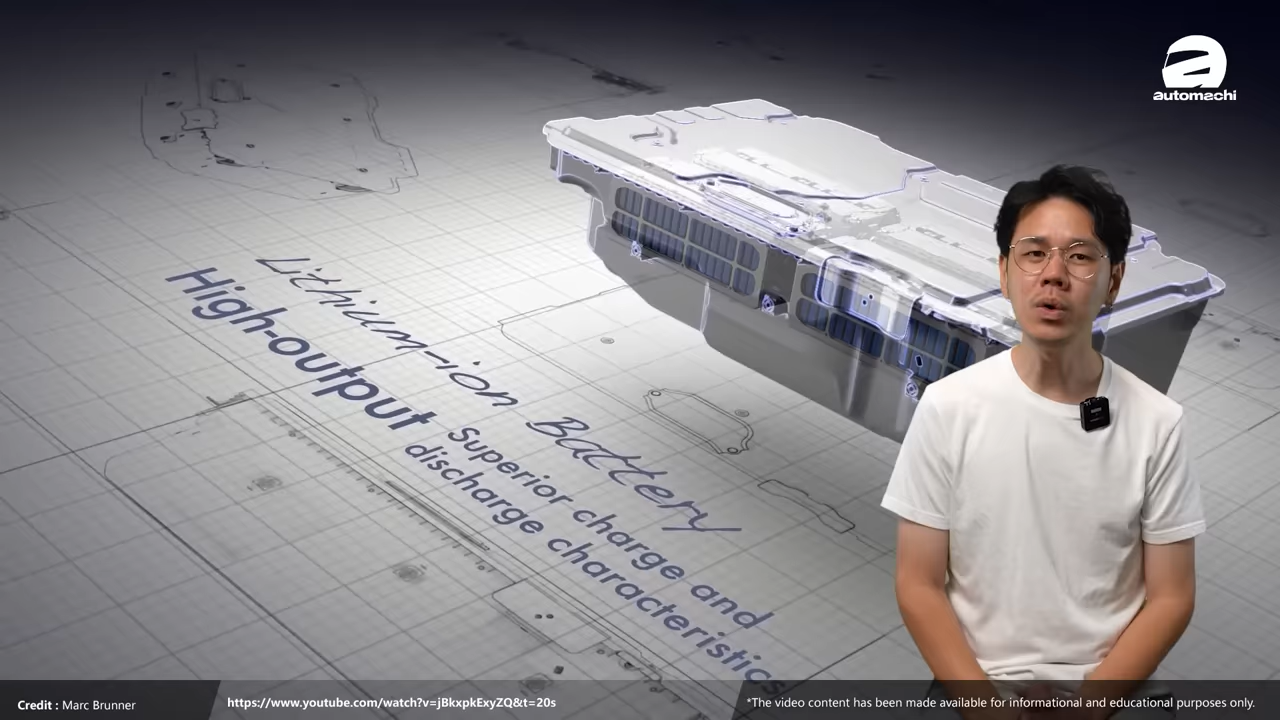 automachi
Lithium-ion Battery
High-output
Superior charge and
discharge characteristics
Credit : Marc Brunner
https://www.youtube.com/watch?v=jBkxpkExyZQ&t=20s
*The video content has been made available for informational and educational purposes only.